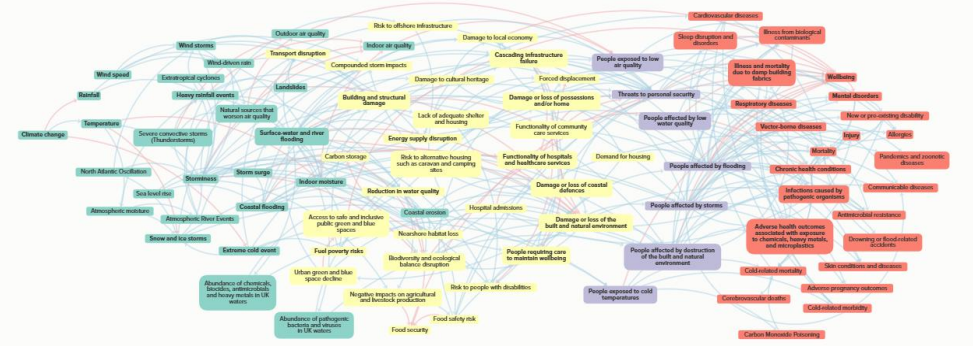 Cardiovascular diseases
Risk to offshore infrastructure
Outdoor air quality
Damage to local economy
Sleep disruption and
disorders
Illness from biological
contaminants
Wind storms
Indoor air quality
Transport disruption
Cascading infrastructure
failure
People exposed to low
air quality
Wind-driven rain
Compounded storm impacts
Wind speed
Extratropical cyclones
Damage to cultural heritage
Forced displacement
Illness and mortality
due to damp building
fabrics
Wellbeing
Landslides
Rainfall
Heavy rainfall events
Building and structural
damage
Damage or loss of possessions
and/or home
Threats to personal security
Mental disorders
Respiratory diseases
Natural sources that
worsen air quality
Lack of adequate shelter
and housing
People affected by low
water quality
New or pre-existing disability
Temperature
Climate change
Severe convective storms
(Thunderstorms)
Surface-water and river
flooding
Energy supply disruption
Functionality of community
care services
Vector-borne diseases
Injury
Allergies
Mortality
Carbon storage
Risk to alternative housing
such as caravan and camping
sites
Functionality of hospitals
and healthcare services
Demand for housing
People affected by flooding
Pandemics and zoonotic
diseases
Chronic health conditions
North Atlantic Oscillation
Storminess
Storm surge
Indoor moisture
Reduction in water quality
Damage or loss of coastal
defences
Infections caused by
pathogenic organisms
Communicable diseases
Sea level rise
Atmospheric moisture
Atmospheric River Events
Coastal flooding
Coastal erosion
Hospital admissions
People affected by storms
Antimicrobial resistance
Access to safe and inclusive
public green and blue
spaces
Damage or loss of the
built and natural environment
Nearshore habitat loss
Adverse health outcomes
associated with exposure
to chemicals, heavy metals,
and microplastics
Drowning or flood-related
accidents
Snow and ice storms
Extreme cold event
Fuel poverty risks
Biodiversity and ecological
balance disruption
People requiring care
to maintain wellbeing
People affected by destruction
of the built and natural
environment
Skin conditions and diseases
Cold-related mortality
Urban green and blue
space decline
Abundance of chemicals,
biocides, antimicrobials
and heavy metals in UK
waters
Negative impacts on agricultural
and livestock production
Risk to people with disabilities
People exposed to cold
temperatures
Adverse pregnancy outcomes
Cerebrovascular deaths
Cold-related morbidity
Abundance of pathogenic
bacteria and viruses
in UK waters
Food safety risk
Food security
Carbon Monoxide Poisoning